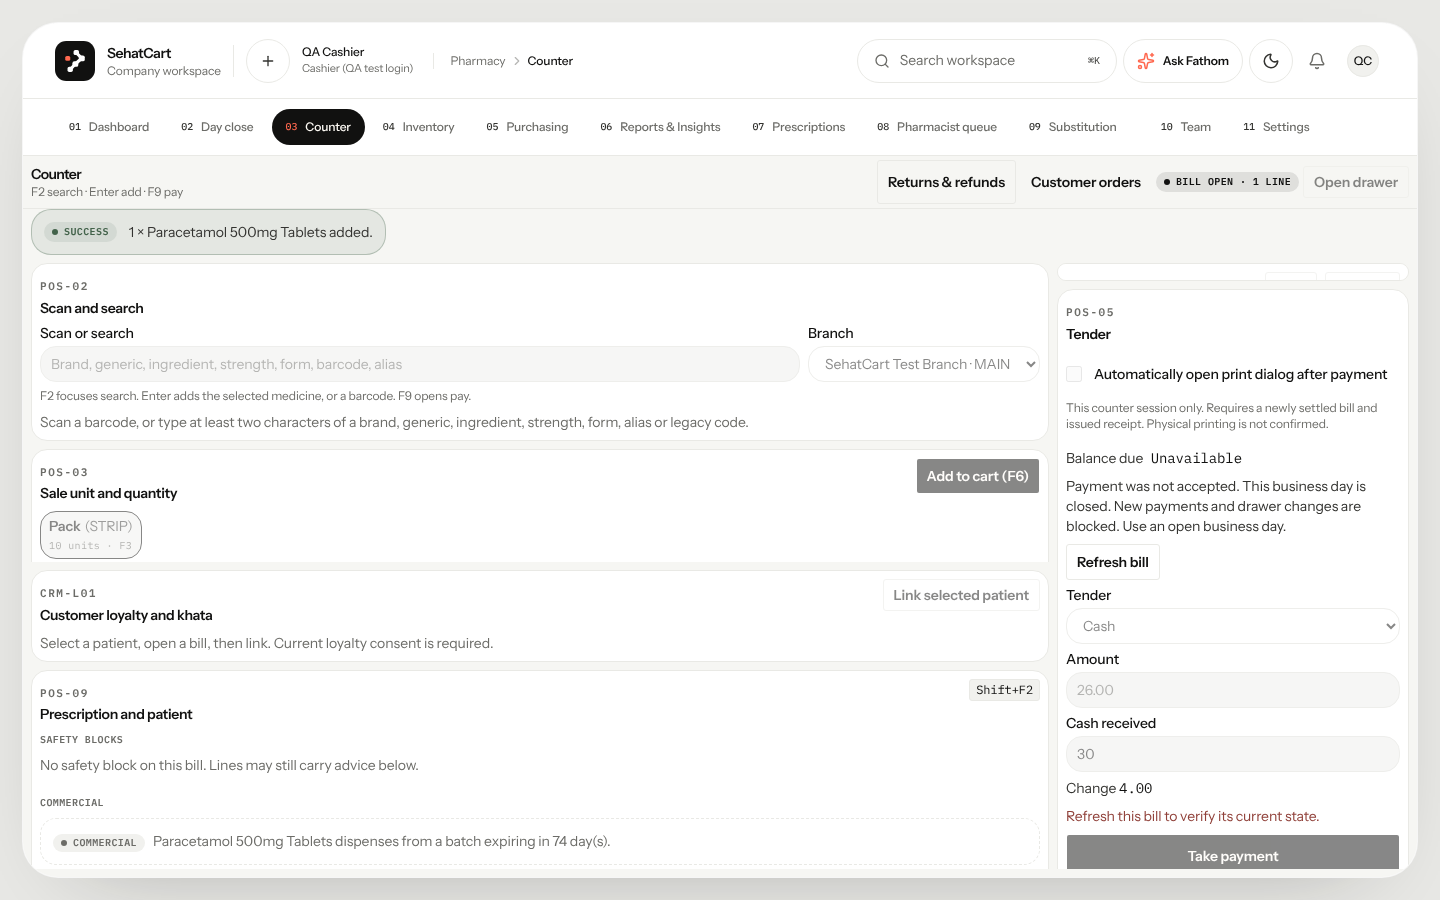 SehatCart
Company workspace
QA Cashier
Cashier (QA test login)
Pharmacy > Counter
Search workspace ⌘K
Ask Fathom
QC
01 Dashboard
02 Day close
03 Counter
04 Inventory
05 Purchasing
06 Reports & Insights
07 Prescriptions
08 Pharmacist queue
09 Substitution
10 Team
11 Settings
Counter
F2 search · Enter add · F9 pay
Returns & refunds
Customer orders
BILL OPEN · 1 LINE
Open drawer
SUCCESS 1 × Paracetamol 500mg Tablets added.
POS-02
Scan and search
Scan or search
Brand, generic, ingredient, strength, form, barcode, alias
Branch
SehatCart Test Branch · MAIN
F2 focuses search. Enter adds the selected medicine, or a barcode. F9 opens pay.
Scan a barcode, or type at least two characters of a brand, generic, ingredient, strength, form, alias or legacy code.
POS-03
Sale unit and quantity
Add to cart (F6)
Pack (STRIP)
10 units · F3
CRM-L01
Customer loyalty and khata
Link selected patient
Select a patient, open a bill, then link. Current loyalty consent is required.
POS-09
Prescription and patient
Shift+F2
SAFETY BLOCKS
No safety block on this bill. Lines may still carry advice below.
COMMERCIAL
COMMERCIAL Paracetamol 500mg Tablets dispenses from a batch expiring in 74 day(s).
POS-05
Tender
Automatically open print dialog after payment
This counter session only. Requires a newly settled bill and
issued receipt. Physical printing is not confirmed.
Balance due Unavailable
Payment was not accepted. This business day is
closed. New payments and drawer changes are
blocked. Use an open business day.
Refresh bill
Tender
Cash
Amount
26.00
Cash received
30
Change 4.00
Refresh this bill to verify its current state.
Take payment